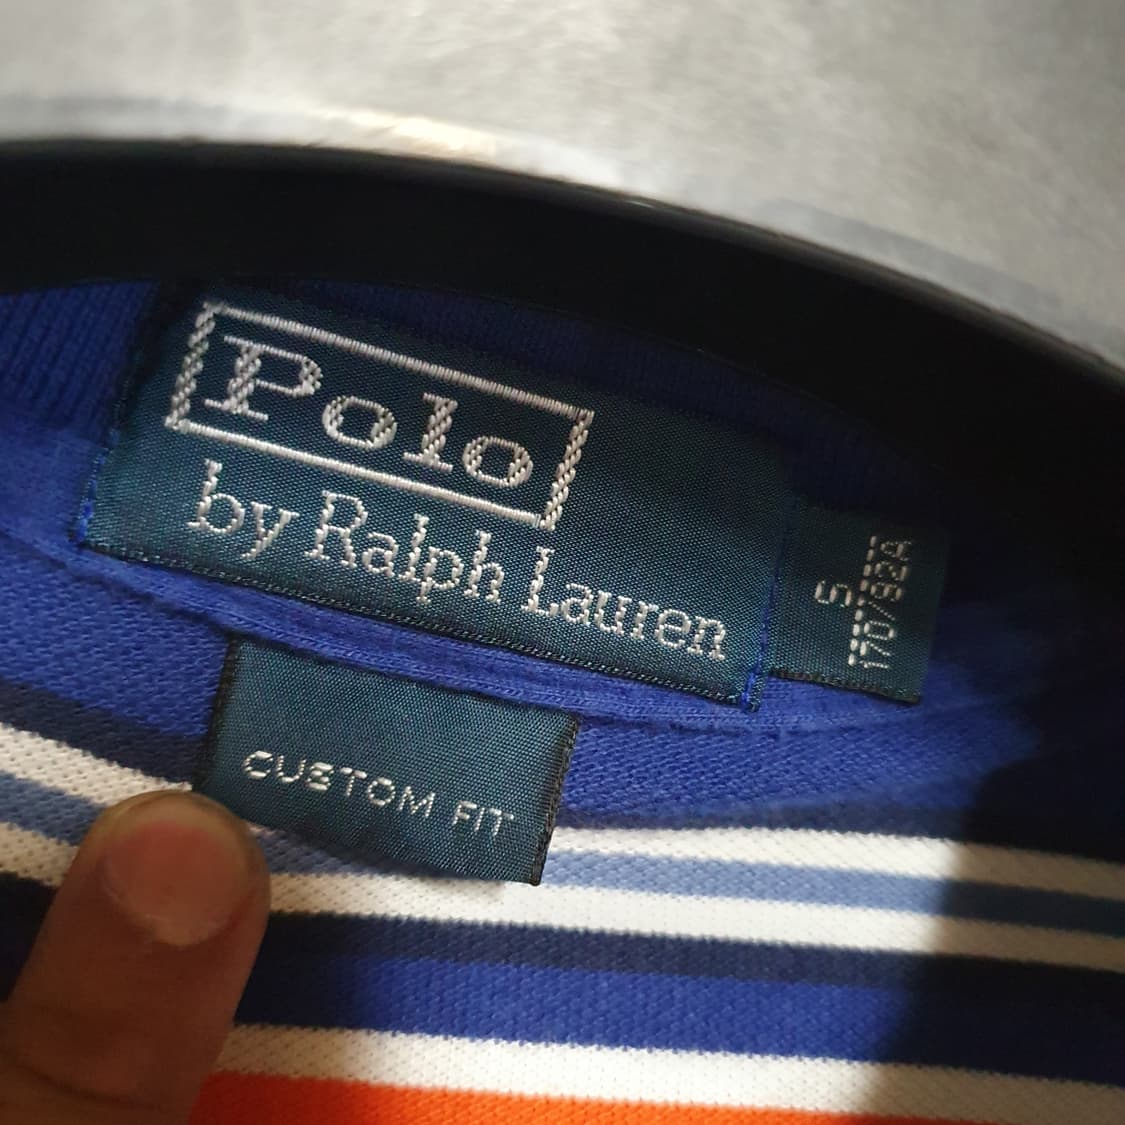 Polo
by Ralph Lauren
S
170/92A
CUSTOM FIT